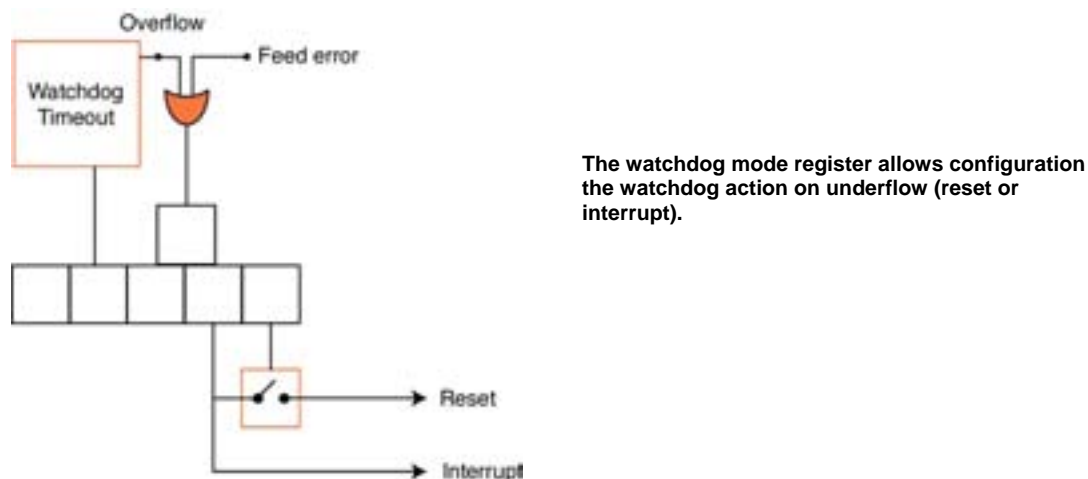 Overflow
Feed error
Watchdog
Timeout
The watchdog mode register allows configuration
the watchdog action on underflow (reset or
interrupt).
Reset
Interrupt